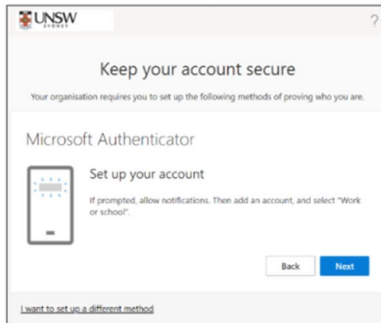 UNSW
SYDNEY
?
Keep your account secure
Your organisation requires you to set up the following methods of proving who you are.
Microsoft Authenticator
Set up your account
If prompted, allow notifications. Then add an account, and select "Work
or school".
Back Next
I want to set up a different method